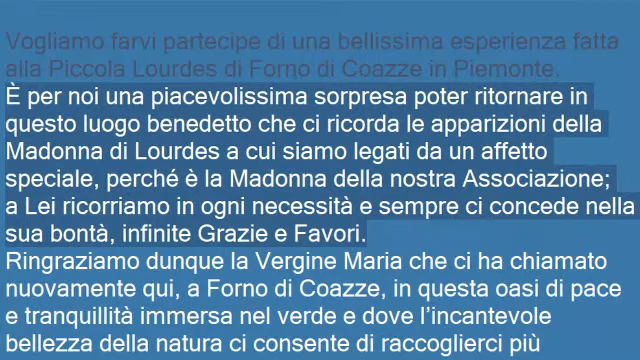 Vogliamo farvi partecipe di una bellissima esperienza fatta
alla Piccola Lourdes di Forno di Coazze in Piemonte.
È per noi una piacevolissima sorpresa poter ritornare in
questo luogo benedetto che ci ricorda le apparizioni della
Madonna di Lourdes a cui siamo legati da un affetto
speciale, perché è la Madonna della nostra Associazione;
a Lei ricorriamo in ogni necessità e sempre ci concede nella
sua bontà, infinite Grazie e Favori.
Ringraziamo dunque la Vergine Maria che ci ha chiamato
nuovamente qui, a Forno di Coazze, in questa oasi di pace
e tranquillità immersa nel verde e dove l’incantevole
bellezza della natura ci consente di raccoglierci più